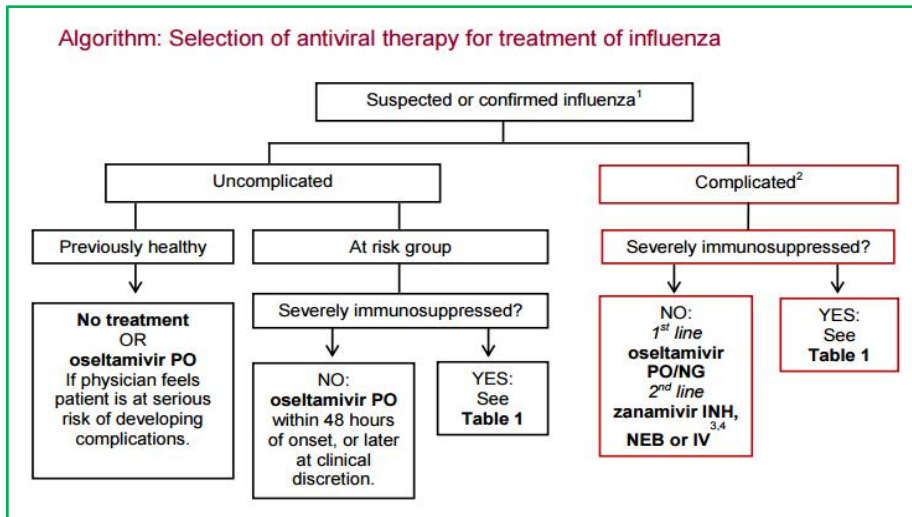 Algorithm: Selection of antiviral therapy for treatment of influenza
Suspected or confirmed influenza¹
Uncomplicated
Complicated²
Previously healthy
At risk group
Severely immunosuppressed?
No treatment
OR
oseltamivir PO
If physician feels
patient is at serious
risk of developing
complications.
Severely immunosuppressed?
NO:
oseltamivir PO
within 48 hours
of onset, or later
at clinical
discretion.
YES:
See
Table 1
NO:
1st line
oseltamivir
PO/NG
2nd line
zanamivir INH,
NEB or IV³,⁴
YES:
See
Table 1